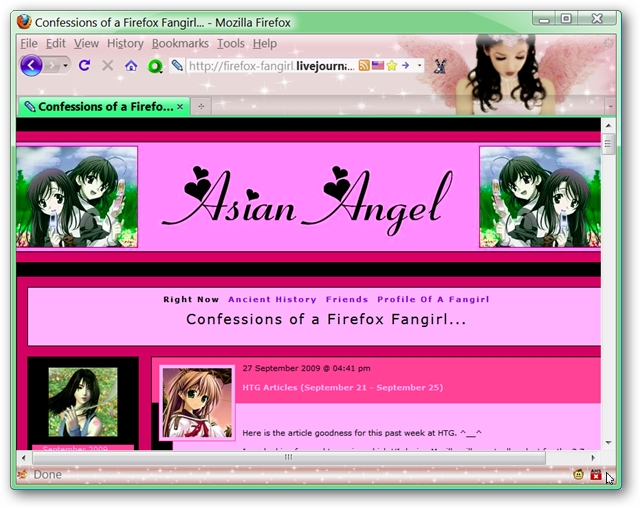 Confessions of a Firefox Fangirl... - Mozilla Firefox
File Edit View History Bookmarks Tools Help
http://firefox-fangirl.livejourna...
Confessions of a Firefo...
Asian Angel
Right Now Ancient History Friends Profile Of A Fangirl
Confessions of a Firefox Fangirl...
27 September 2009 @ 04:41 pm
HTG Articles (September 21 - September 25)
September 2009
Here is the article goodness for this past week at HTG. ^__^
Done